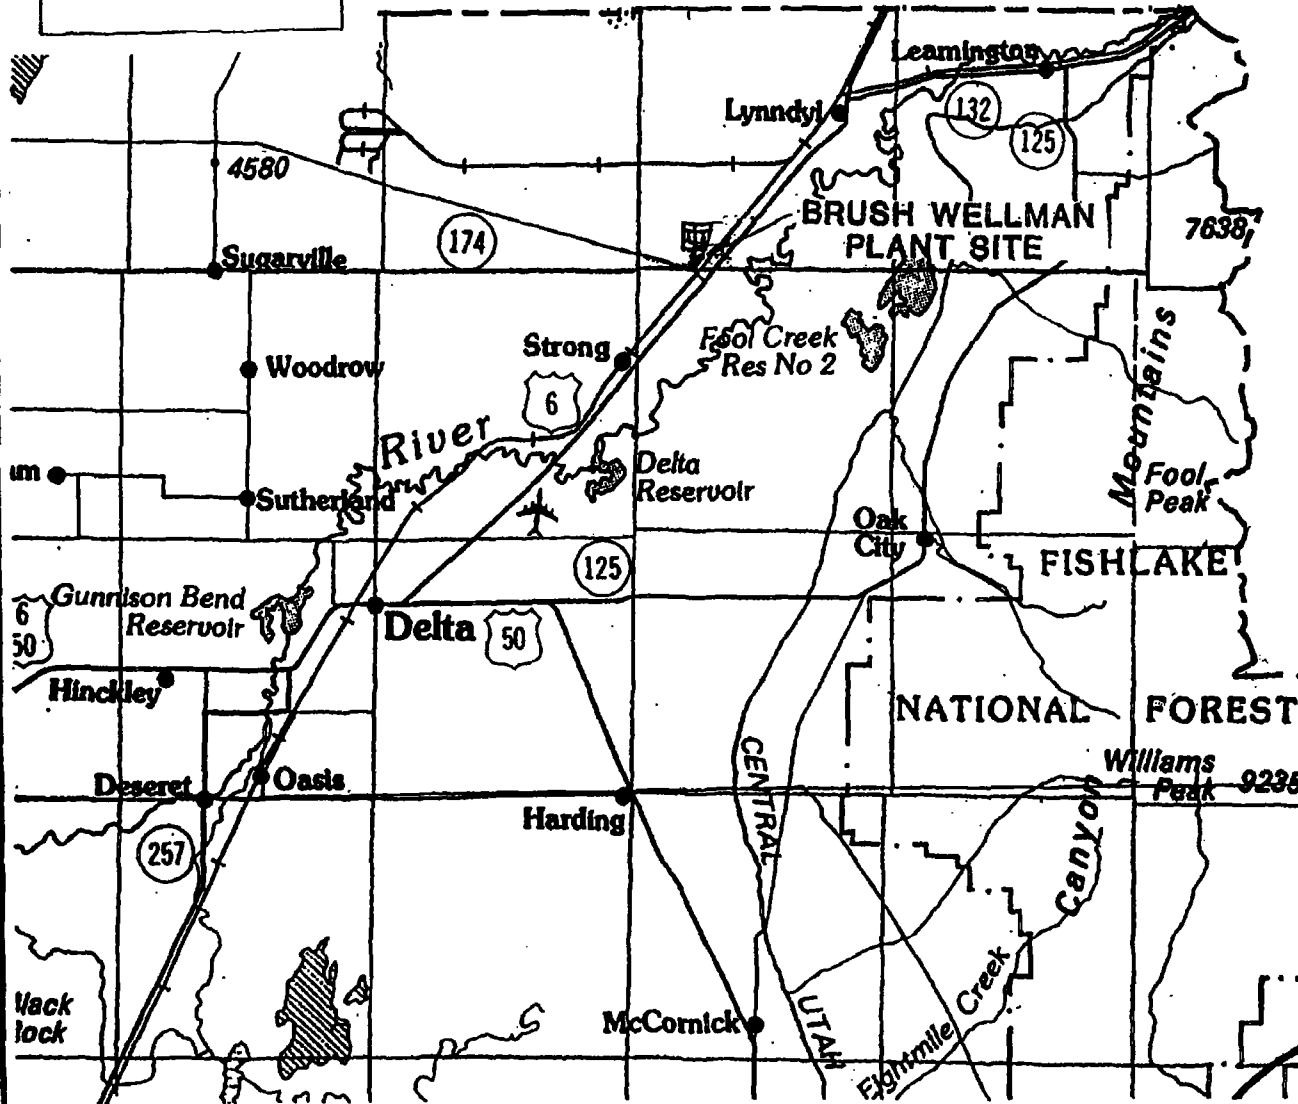 Leamington
Lynndyl
132
125
4580
BRUSH WELLMAN
PLANT SITE
7638
174
Sugarville
Mountains
Strong
Fool Creek
Res No 2
Woodrow
6
River
Delta
Reservoir
Fool
Peak
um
Sutherland
Oak
City
FISHLAKE
125
Gunnison Bend
Reservoir
6
50
Delta
50
Hinckley
NATIONAL FOREST
CENTRAL
Williams
Peak 9238
Deseret
Oasis
Harding
Canyon
257
Eightmile Creek
McCornick
UTAH